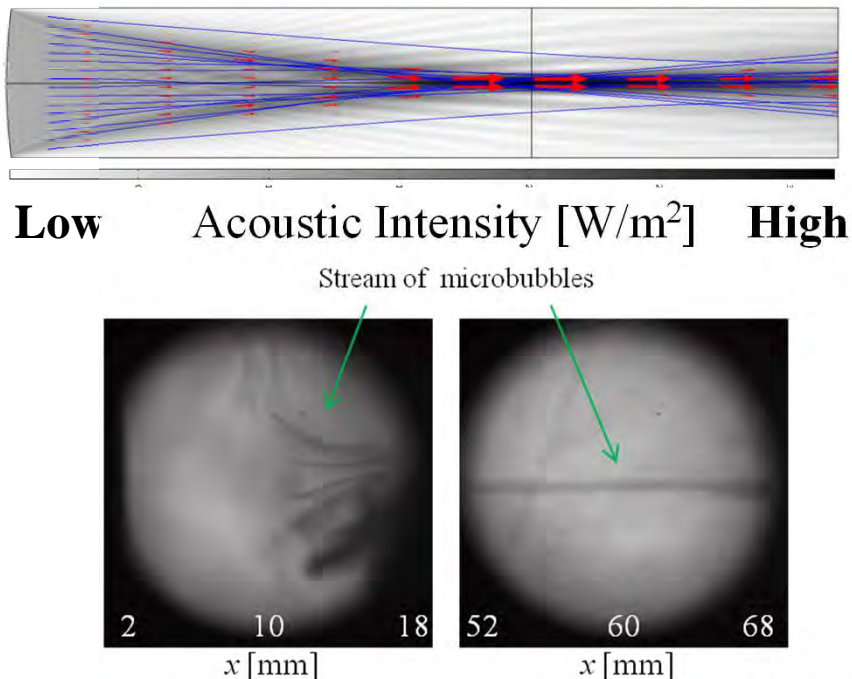 Low Acoustic Intensity [W/m²] High
Stream of microbubbles
2 10 18 52 60 68
x [mm] x [mm]